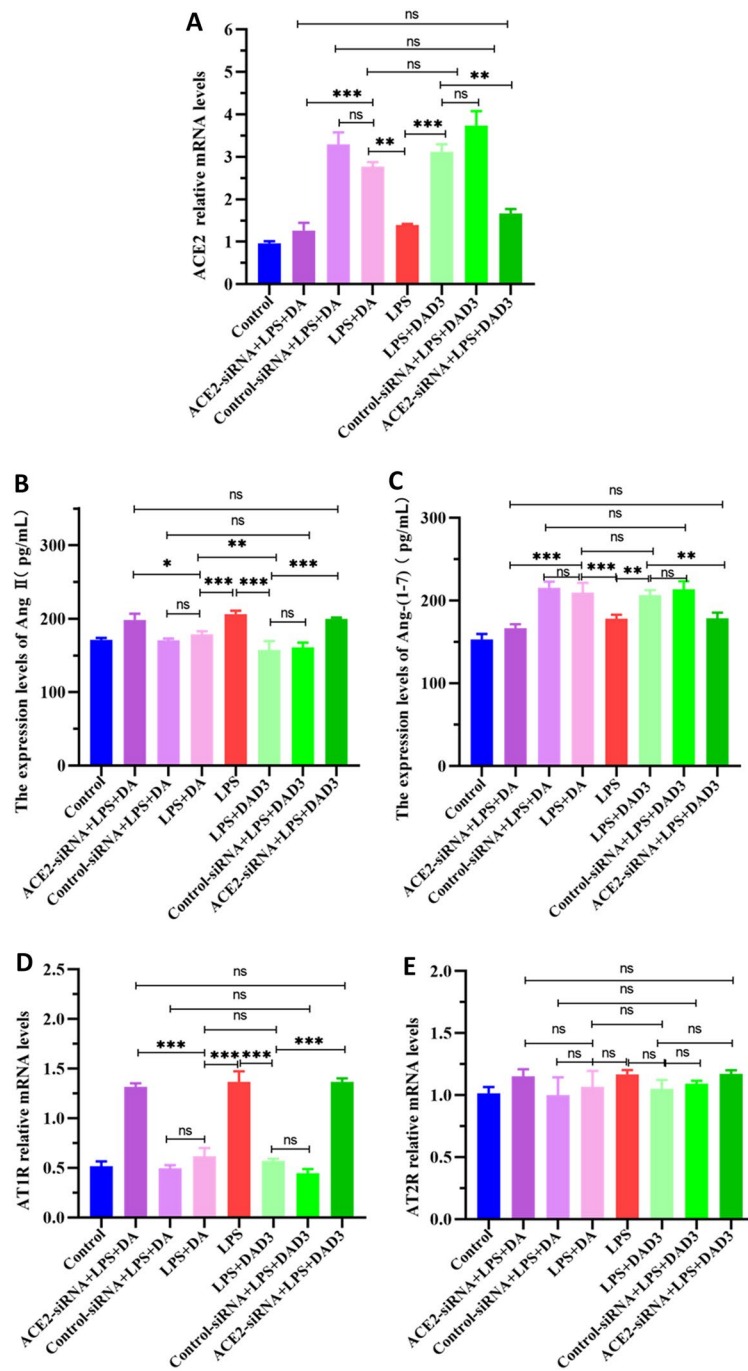 A
ns
ns
ns
**
*** ns
ns ***
**
ACE2 relative mRNA levels
6
5
4
3
2
1
0
Control
ACE2-siRNA+LPS+DA
Control-siRNA+LPS+DA
LPS+DA
LPS
LPS+DAD3
Control-siRNA+LPS+DAD3
ACE2-siRNA+LPS+DAD3
B
ns
ns
**
* ***
*** ***
ns ns
The expression levels of Ang Ⅱ( pg/mL)
300
200
100
0
Control
ACE2-siRNA+LPS+DA
Control-siRNA+LPS+DA
LPS+DA
LPS
LPS+DAD3
Control-siRNA+LPS+DAD3
ACE2-siRNA+LPS+DAD3
C
ns
ns
ns
*** **
ns *** ** ns
The expression levels of Ang-(1-7) ( pg/mL)
300
200
100
0
Control
ACE2-siRNA+LPS+DA
Control-siRNA+LPS+DA
LPS+DA
LPS
LPS+DAD3
Control-siRNA+LPS+DAD3
ACE2-siRNA+LPS+DAD3
D
ns
ns
ns
*** ***
*** ***
ns ns
AT1R relative mRNA levels
2.5
2.0
1.5
1.0
0.5
0.0
Control
ACE2-siRNA+LPS+DA
Control-siRNA+LPS+DA
LPS+DA
LPS
LPS+DAD3
Control-siRNA+LPS+DAD3
ACE2-siRNA+LPS+DAD3
E
ns
ns
ns
ns ns
ns ns ns ns
AT2R relative mRNA levels
2.0
1.5
1.0
0.5
0.0
Control
ACE2-siRNA+LPS+DA
Control-siRNA+LPS+DA
LPS+DA
LPS
LPS+DAD3
Control-siRNA+LPS+DAD3
ACE2-siRNA+LPS+DAD3